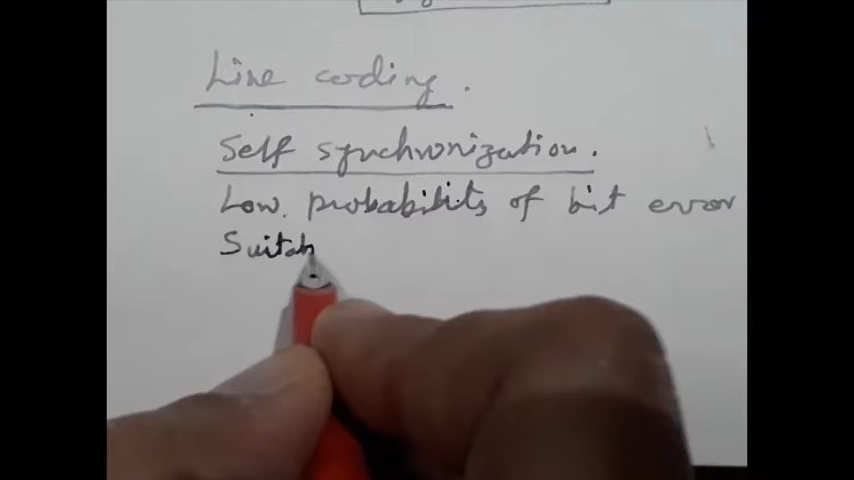 Line coding.
Self synchronization.
Low probability of bit error
Suitab